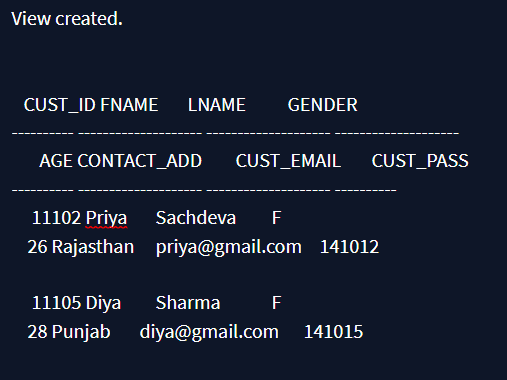 View created.
CUST_ID FNAME LNAME GENDER
---------- -------------------- -------------------- --------------------
AGE CONTACT_ADD CUST_EMAIL CUST_PASS
---------- -------------------- -------------------- ----------
11102 Priya Sachdeva F
26 Rajasthan priya@gmail.com 141012
11105 Diya Sharma F
28 Punjab diya@gmail.com 141015